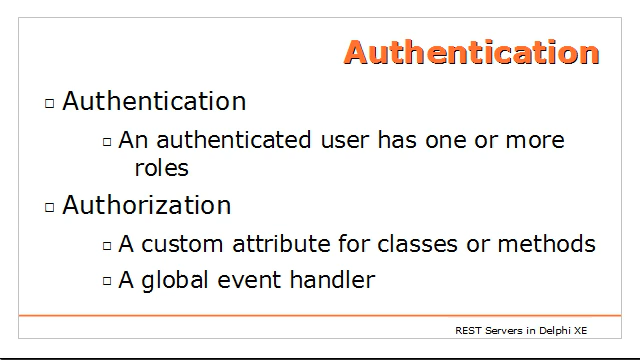 Authentication
Authentication
An authenticated user has one or more
roles
Authorization
A custom attribute for classes or methods
A global event handler
REST Servers in Delphi XE